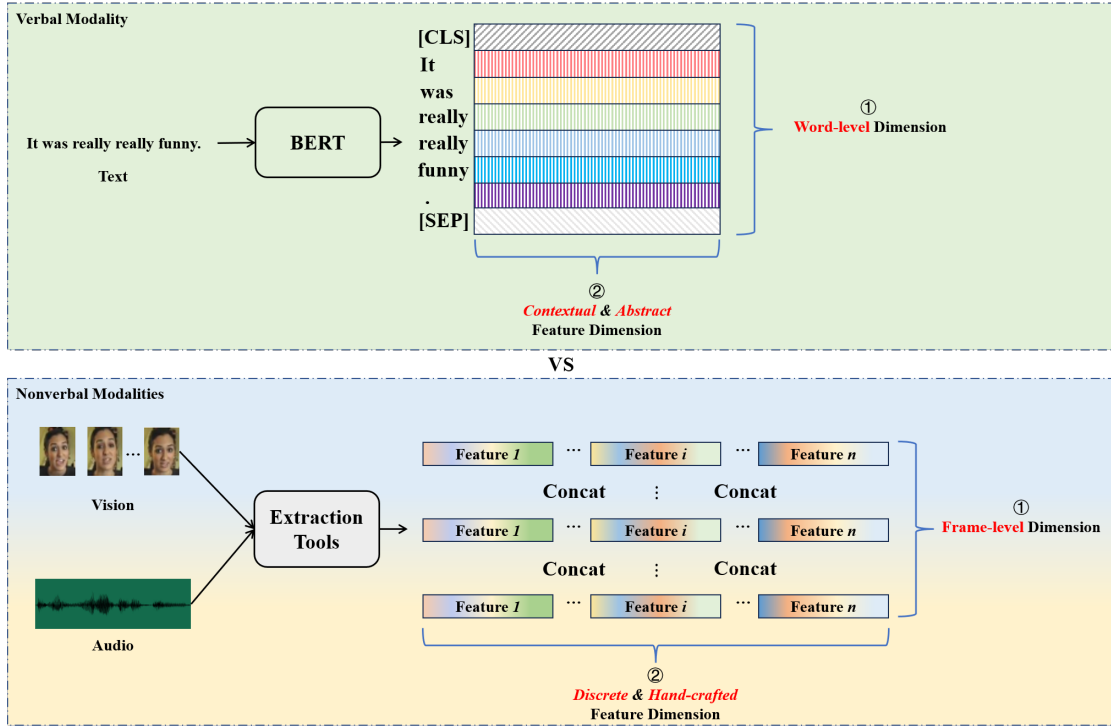 Verbal Modality
[CLS]
It
was
really
really
funny
.
[SEP]
It was really really funny.
Text
BERT
①
Word-level Dimension
②
Contextual & Abstract
Feature Dimension
VS
Nonverbal Modalities
Vision
Audio
Extraction
Tools
Feature 1 ... Feature i ... Feature n
Concat ⋮ Concat
Feature 1 ... Feature i ... Feature n
Concat ⋮ Concat
Feature 1 ... Feature i ... Feature n
①
Frame-level Dimension
②
Discrete & Hand-crafted
Feature Dimension